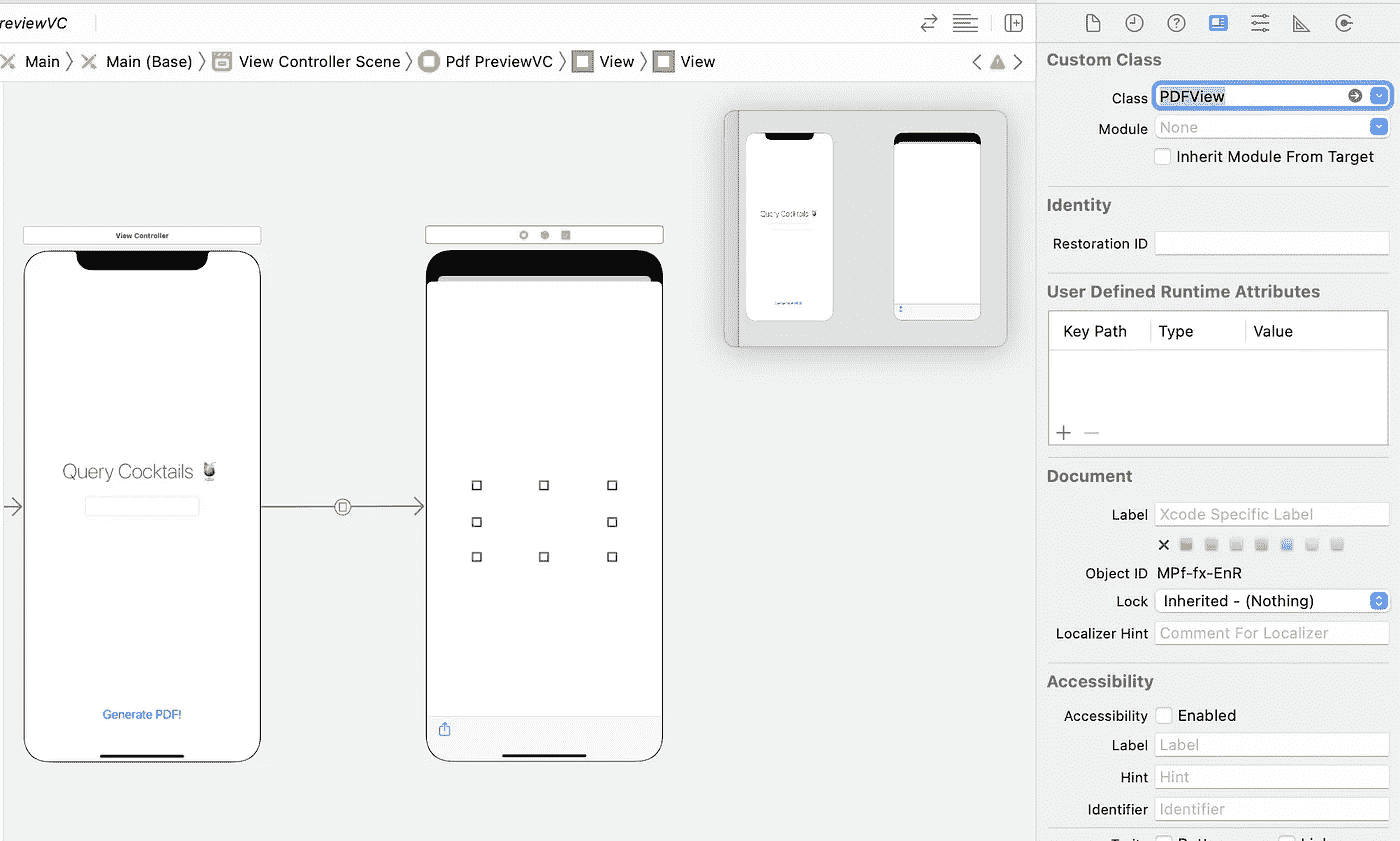 reviewVC
Main
Main (Base)
View Controller Scene
Pdf PreviewVC
View
View
View Controller
Query Cocktails
Generate PDF!
Query Cocktails
Custom Class
Class PDFView
Module None
Inherit Module From Target
Identity
Restoration ID
User Defined Runtime Attributes
Key Path Type Value
Document
Label Xcode Specific Label
Object ID MPf-fx-EnR
Lock Inherited - (Nothing)
Localizer Hint Comment For Localizer
Accessibility
Accessibility Enabled
Label Label
Hint Hint
Identifier Identifier